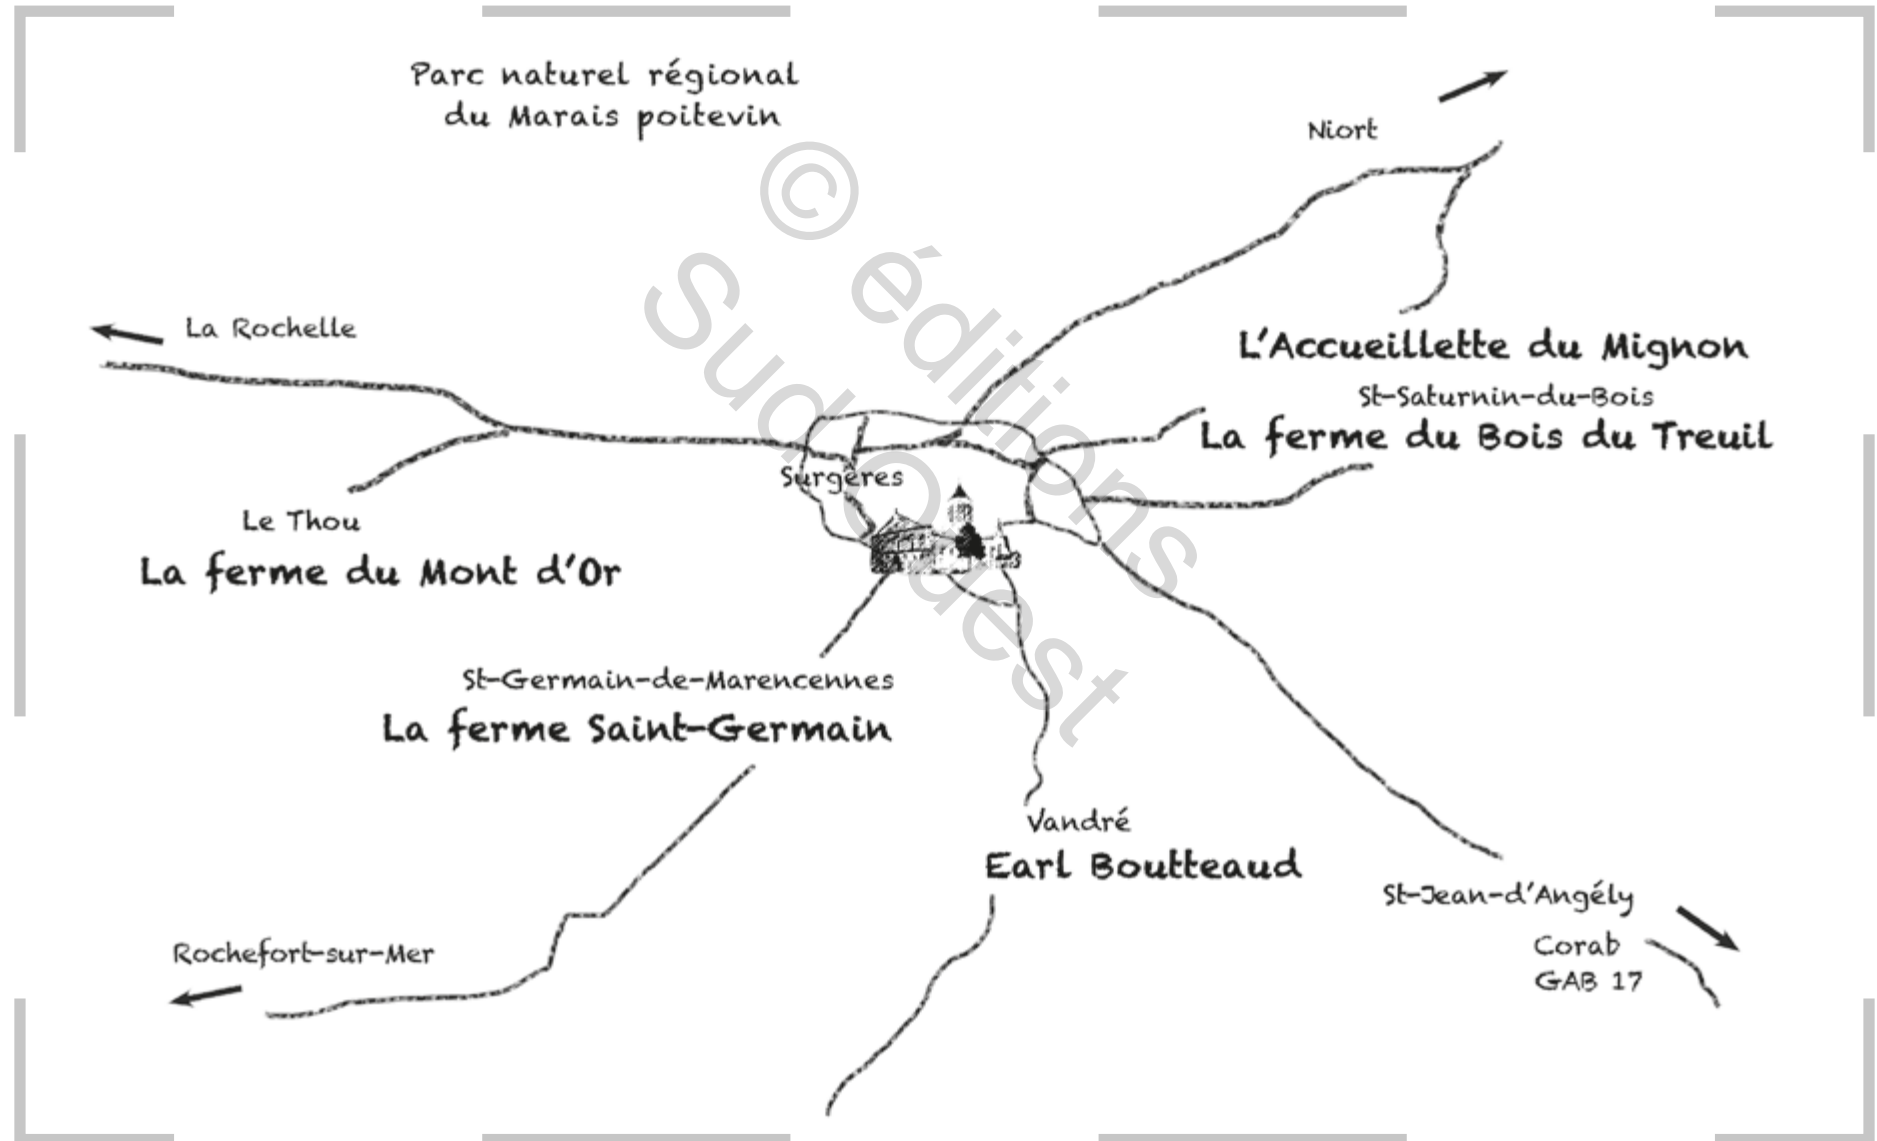 Parc naturel régional
du Marais poitevin
Niort
La Rochelle
L'Accueillette du Mignon
St-Saturnin-du-Bois
La ferme du Bois du Treuil
Surgères
Le Thou
La ferme du Mont d'Or
St-Germain-de-Marencennes
La ferme Saint-Germain
Vandré
Earl Boutteaud
St-Jean-d'Angély
Corab
GAB 17
Rochefort-sur-Mer
© éditions
Sud Ouest